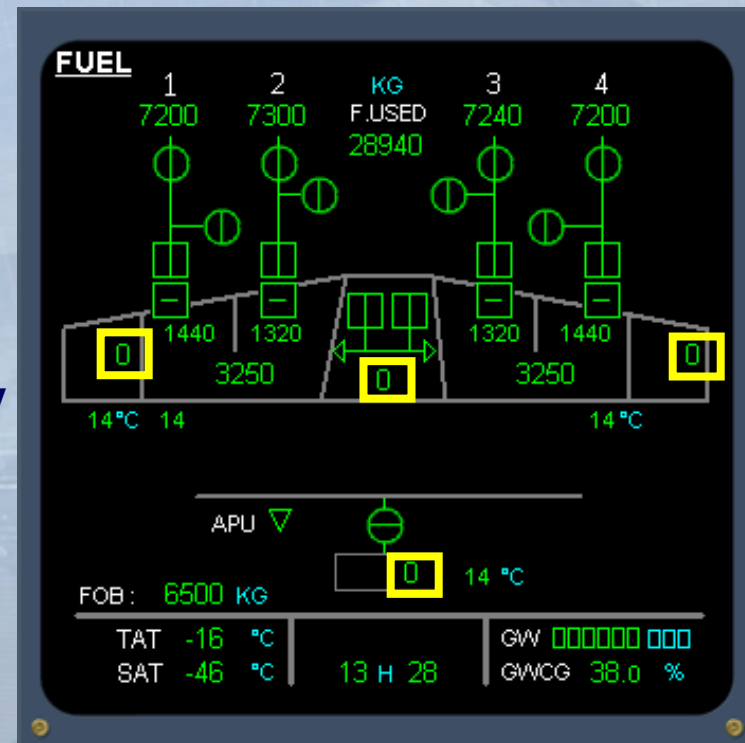 FUEL
1 2 KG 3 4
7200 7300 F.USED 7240 7200
28940
1440 1320 1320 1440
0 0 0
3250 3250
14 °C 14 14 °C
APU
0 14 °C
FOB : 6500 KG
TAT -16 °C GW
SAT -46 °C 13 H 28 GWCG 38.0 %